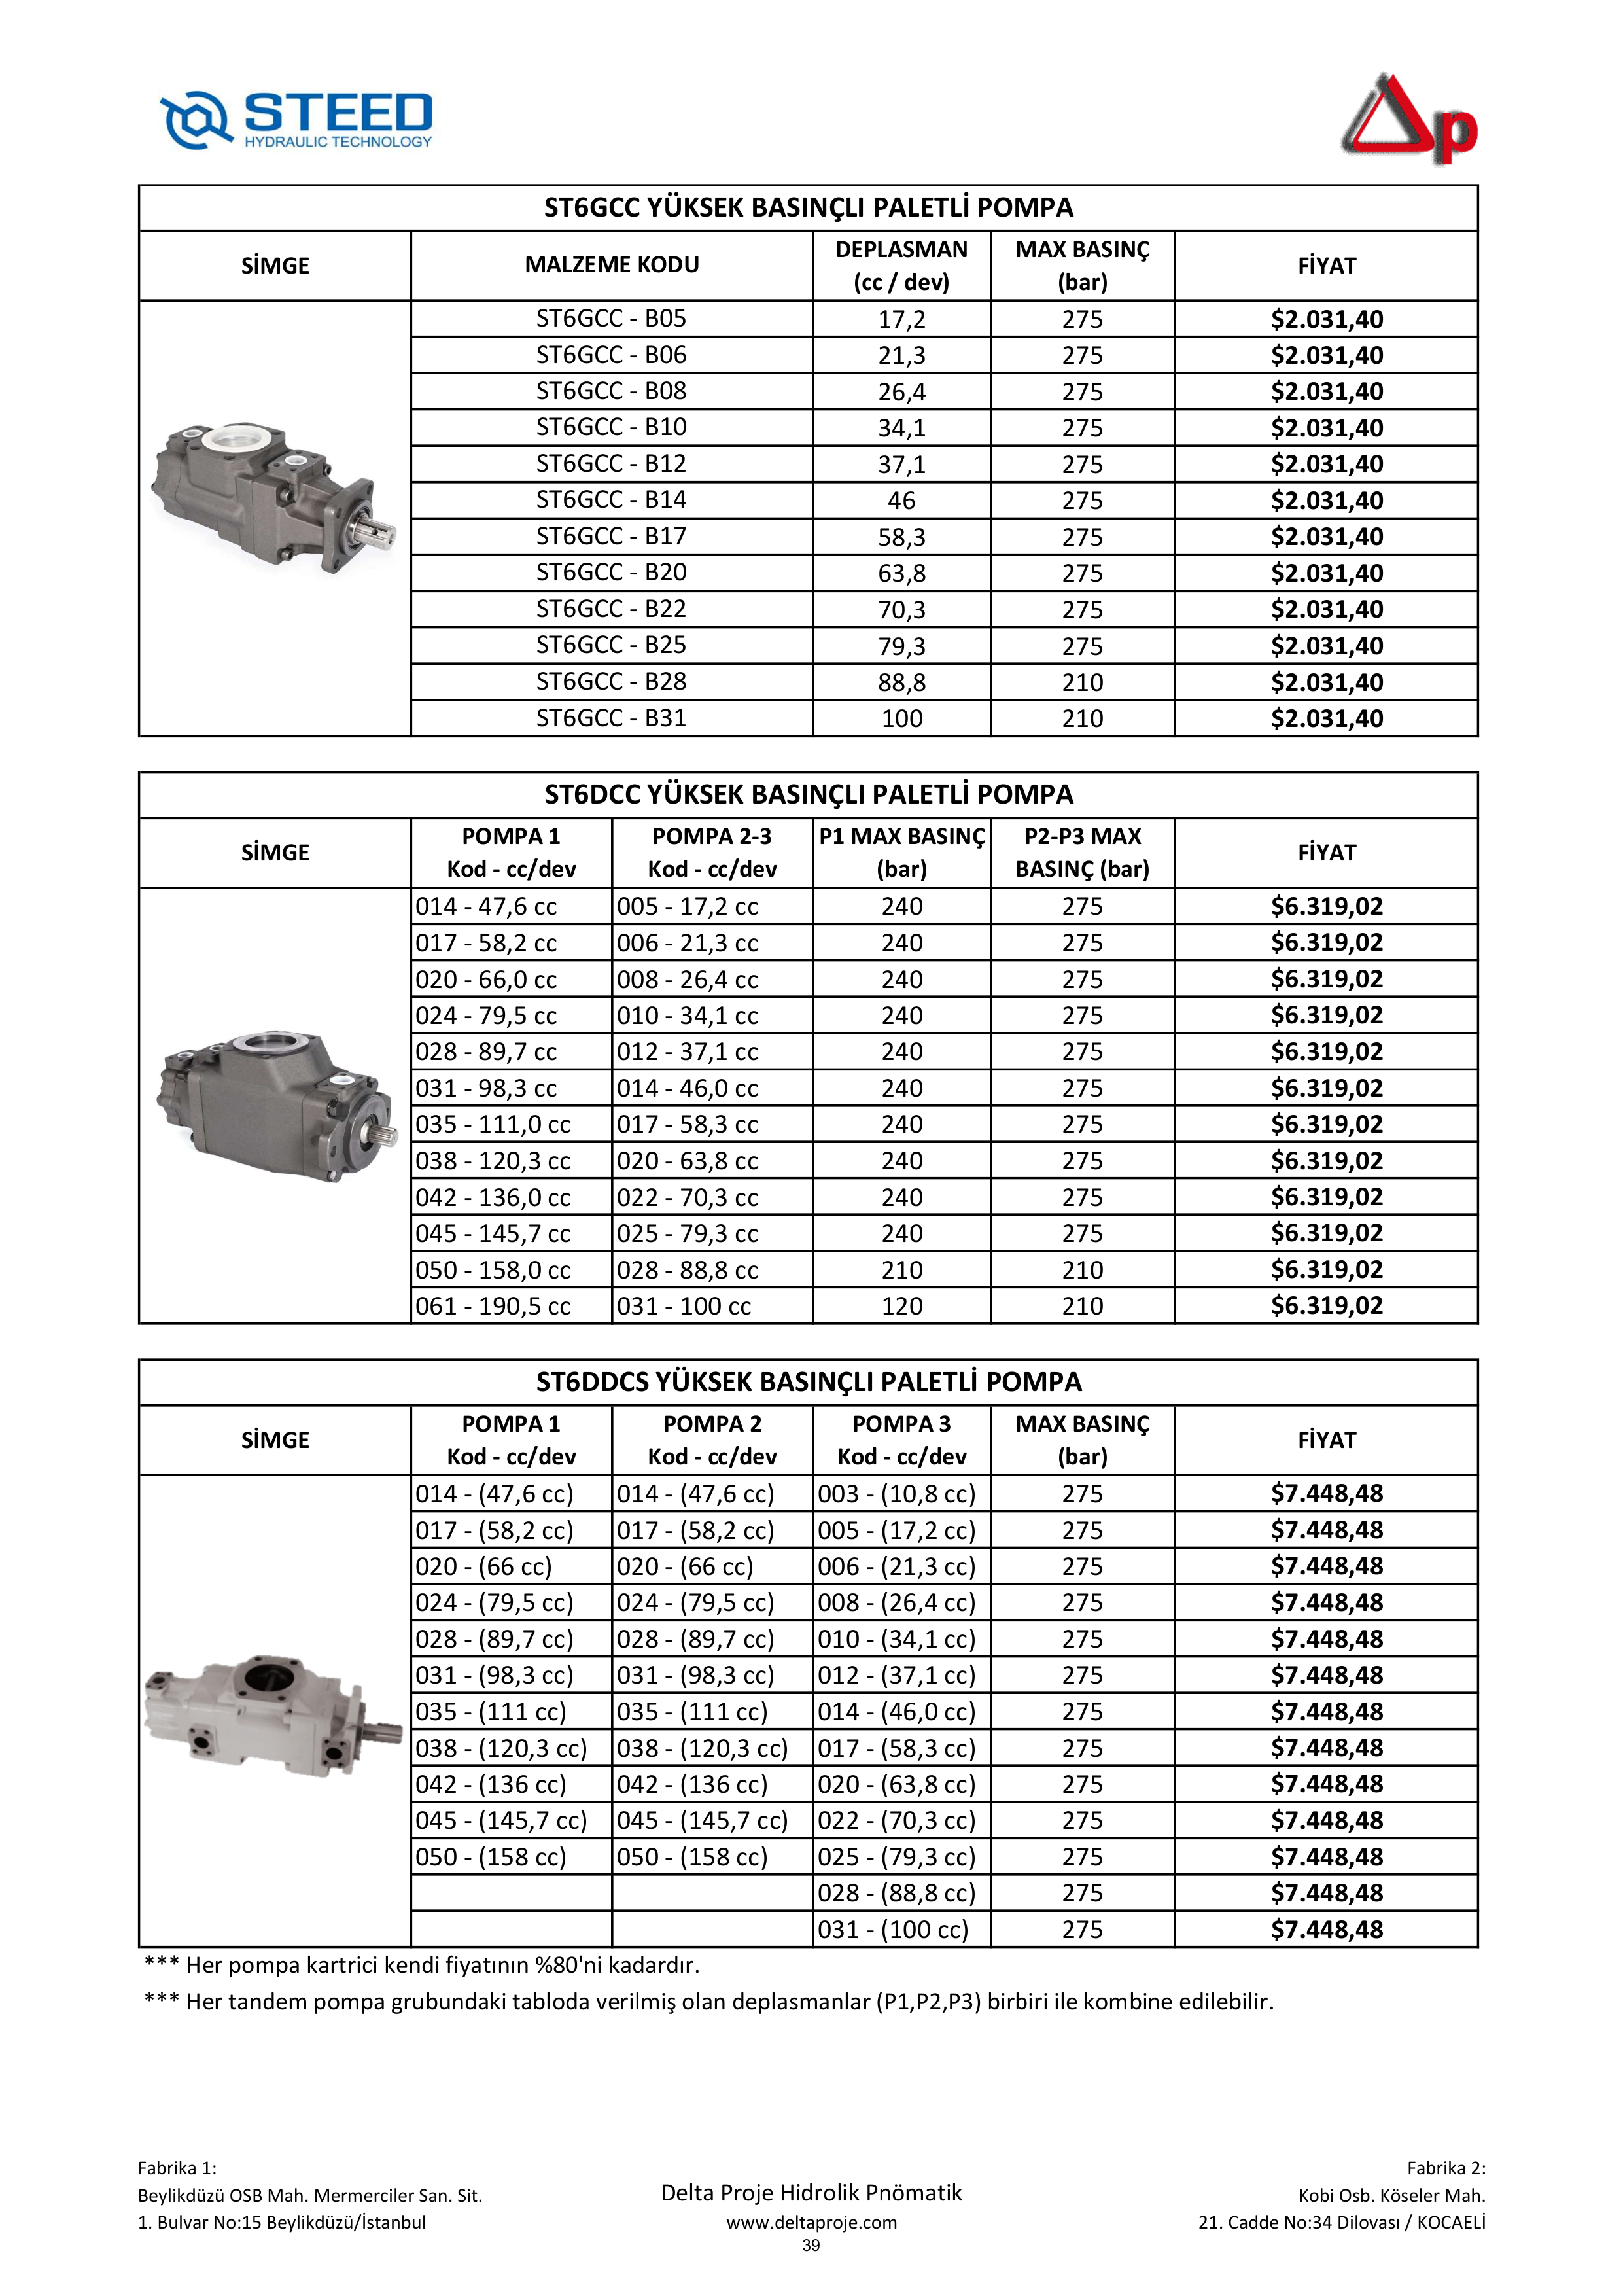 STEED
HYDRAULIC TECHNOLOGY
p
ST6GCC YÜKSEK BASINÇLI PALETLİ POMPA
SİMGE MALZEME KODU DEPLASMAN (cc / dev) MAX BASINÇ (bar) FİYAT
ST6GCC - B05 17,2 275 $2.031,40
ST6GCC - B06 21,3 275 $2.031,40
ST6GCC - B08 26,4 275 $2.031,40
ST6GCC - B10 34,1 275 $2.031,40
ST6GCC - B12 37,1 275 $2.031,40
ST6GCC - B14 46 275 $2.031,40
ST6GCC - B17 58,3 275 $2.031,40
ST6GCC - B20 63,8 275 $2.031,40
ST6GCC - B22 70,3 275 $2.031,40
ST6GCC - B25 79,3 275 $2.031,40
ST6GCC - B28 88,8 210 $2.031,40
ST6GCC - B31 100 210 $2.031,40
ST6DCC YÜKSEK BASINÇLI PALETLİ POMPA
SİMGE POMPA 1 Kod - cc/dev POMPA 2-3 Kod - cc/dev P1 MAX BASINÇ (bar) P2-P3 MAX BASINÇ (bar) FİYAT
014 - 47,6 cc 005 - 17,2 cc 240 275 $6.319,02
017 - 58,2 cc 006 - 21,3 cc 240 275 $6.319,02
020 - 66,0 cc 008 - 26,4 cc 240 275 $6.319,02
024 - 79,5 cc 010 - 34,1 cc 240 275 $6.319,02
028 - 89,7 cc 012 - 37,1 cc 240 275 $6.319,02
031 - 98,3 cc 014 - 46,0 cc 240 275 $6.319,02
035 - 111,0 cc 017 - 58,3 cc 240 275 $6.319,02
038 - 120,3 cc 020 - 63,8 cc 240 275 $6.319,02
042 - 136,0 cc 022 - 70,3 cc 240 275 $6.319,02
045 - 145,7 cc 025 - 79,3 cc 240 275 $6.319,02
050 - 158,0 cc 028 - 88,8 cc 210 210 $6.319,02
061 - 190,5 cc 031 - 100 cc 120 210 $6.319,02
ST6DDCS YÜKSEK BASINÇLI PALETLİ POMPA
SİMGE POMPA 1 Kod - cc/dev POMPA 2 Kod - cc/dev POMPA 3 Kod - cc/dev MAX BASINÇ (bar) FİYAT
014 - (47,6 cc) 014 - (47,6 cc) 003 - (10,8 cc) 275 $7.448,48
017 - (58,2 cc) 017 - (58,2 cc) 005 - (17,2 cc) 275 $7.448,48
020 - (66 cc) 020 - (66 cc) 006 - (21,3 cc) 275 $7.448,48
024 - (79,5 cc) 024 - (79,5 cc) 008 - (26,4 cc) 275 $7.448,48
028 - (89,7 cc) 028 - (89,7 cc) 010 - (34,1 cc) 275 $7.448,48
031 - (98,3 cc) 031 - (98,3 cc) 012 - (37,1 cc) 275 $7.448,48
035 - (111 cc) 035 - (111 cc) 014 - (46,0 cc) 275 $7.448,48
038 - (120,3 cc) 038 - (120,3 cc) 017 - (58,3 cc) 275 $7.448,48
042 - (136 cc) 042 - (136 cc) 020 - (63,8 cc) 275 $7.448,48
045 - (145,7 cc) 045 - (145,7 cc) 022 - (70,3 cc) 275 $7.448,48
050 - (158 cc) 050 - (158 cc) 025 - (79,3 cc) 275 $7.448,48
028 - (88,8 cc) 275 $7.448,48
031 - (100 cc) 275 $7.448,48
*** Her pompa kartrici kendi fiyatının %80'ni kadardır.
*** Her tandem pompa grubundaki tabloda verilmiş olan deplasmanlar (P1,P2,P3) birbiri ile kombine edilebilir.
Fabrika 1:
Beylikdüzü OSB Mah. Mermerciler San. Sit.
1. Bulvar No:15 Beylikdüzü/İstanbul
Delta Proje Hidrolik Pnömatik
www.deltaproje.com
39
Fabrika 2:
Kobi Osb. Köseler Mah.
21. Cadde No:34 Dilovası / KOCAELİ